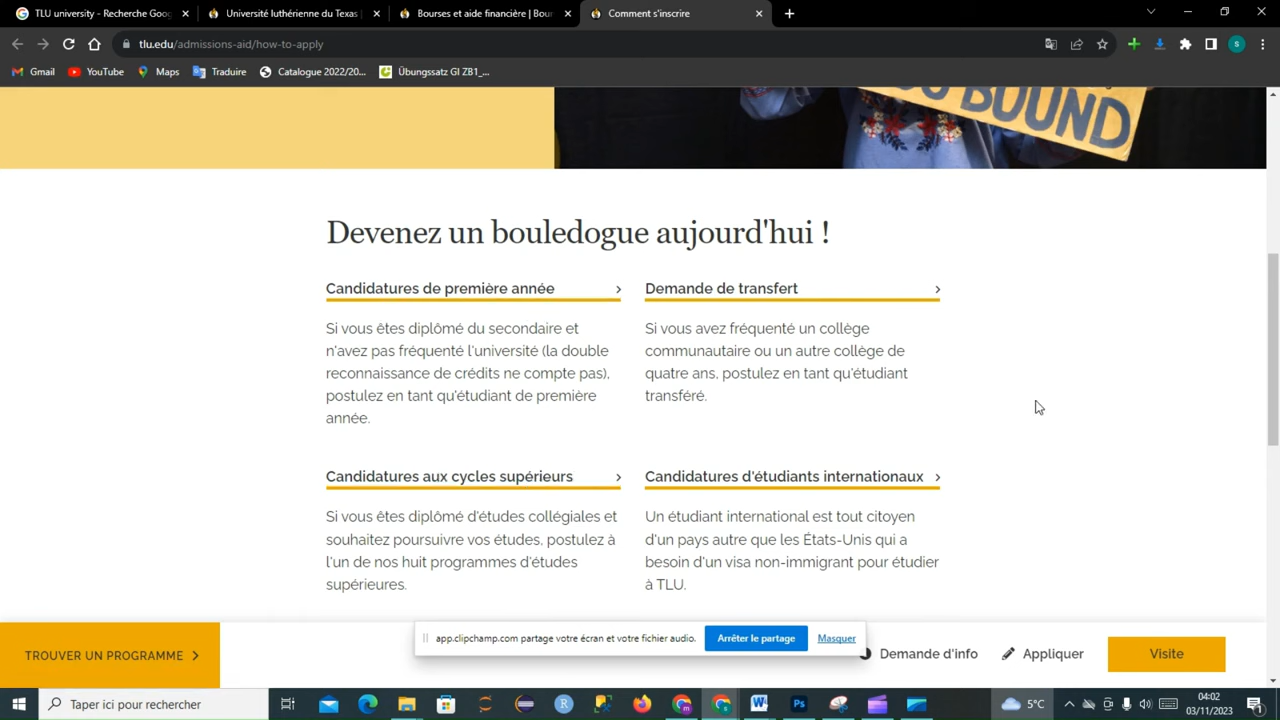 TLU university - Recherche Goo
Université luthérienne du Texas |
Bourses et aide financière | Bour
Comment s'inscrire
tlu.edu/admissions-aid/how-to-apply
s
Gmail
YouTube
Maps
Traduire
Catalogue 2022/20...
Übungssatz GI ZB1_...
BOUND
Devenez un bouledogue aujourd'hui !
Candidatures de première année
Si vous êtes diplômé du secondaire et
n'avez pas fréquenté l'université (la double
reconnaissance de crédits ne compte pas),
postulez en tant qu'étudiant de première
année.
Demande de transfert
Si vous avez fréquenté un collège
communautaire ou un autre collège de
quatre ans, postulez en tant qu'étudiant
transféré.
Candidatures aux cycles supérieurs
Si vous êtes diplômé d'études collégiales et
souhaitez poursuivre vos études, postulez à
l'un de nos huit programmes d'études
supérieures.
Candidatures d'étudiants internationaux
Un étudiant international est tout citoyen
d'un pays autre que les États-Unis qui a
besoin d'un visa non-immigrant pour étudier
à TLU.
app.clipchamp.com partage votre écran et votre fichier audio.
Arrêter le partage
Masquer
TROUVER UN PROGRAMME
Demande d'info
Appliquer
Visite
Taper ici pour rechercher
5°C
04:02
03/11/2023